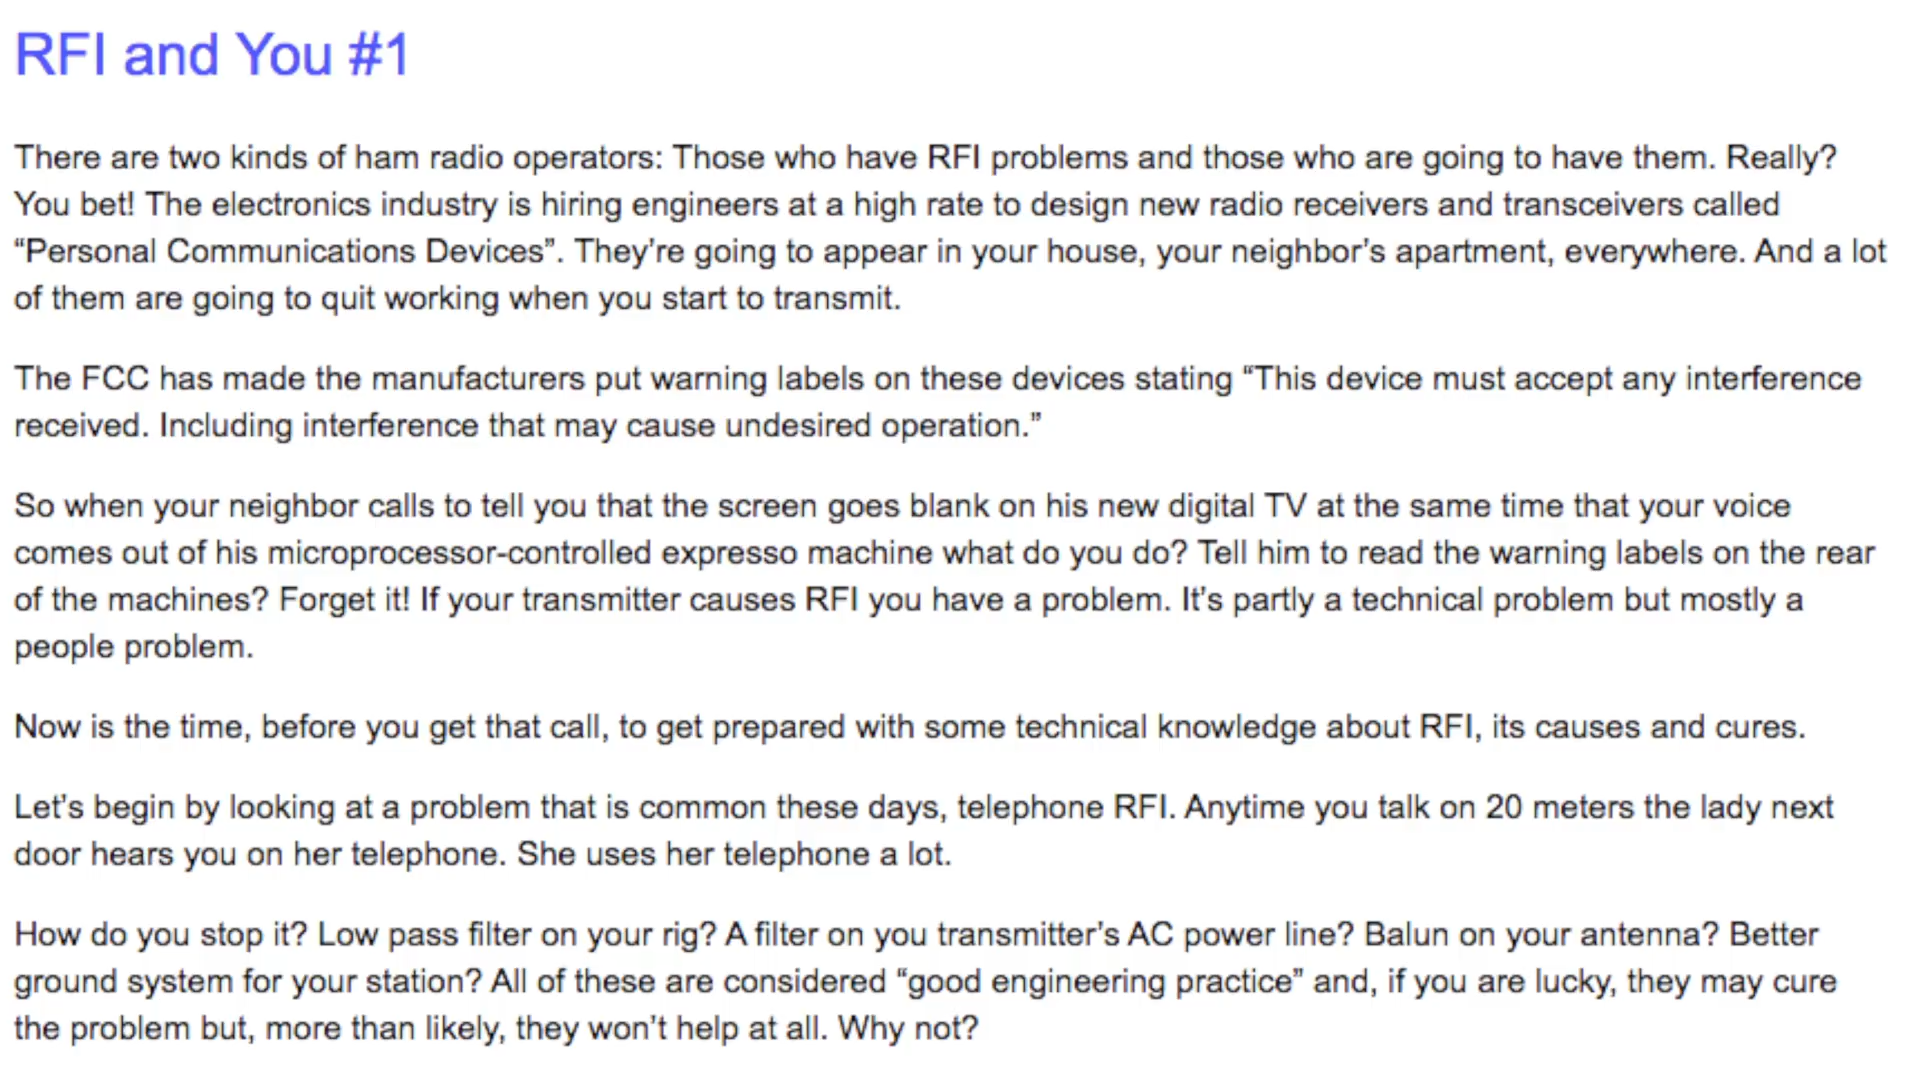 RFI and You #1
There are two kinds of ham radio operators: Those who have RFI problems and those who are going to have them. Really?
You bet! The electronics industry is hiring engineers at a high rate to design new radio receivers and transceivers called
“Personal Communications Devices”. They’re going to appear in your house, your neighbor’s apartment, everywhere. And a lot
of them are going to quit working when you start to transmit.
The FCC has made the manufacturers put warning labels on these devices stating “This device must accept any interference
received. Including interference that may cause undesired operation.”
So when your neighbor calls to tell you that the screen goes blank on his new digital TV at the same time that your voice
comes out of his microprocessor-controlled expresso machine what do you do? Tell him to read the warning labels on the rear
of the machines? Forget it! If your transmitter causes RFI you have a problem. It’s partly a technical problem but mostly a
people problem.
Now is the time, before you get that call, to get prepared with some technical knowledge about RFI, its causes and cures.
Let’s begin by looking at a problem that is common these days, telephone RFI. Anytime you talk on 20 meters the lady next
door hears you on her telephone. She uses her telephone a lot.
How do you stop it? Low pass filter on your rig? A filter on you transmitter’s AC power line? Balun on your antenna? Better
ground system for your station? All of these are considered “good engineering practice” and, if you are lucky, they may cure
the problem but, more than likely, they won’t help at all. Why not?